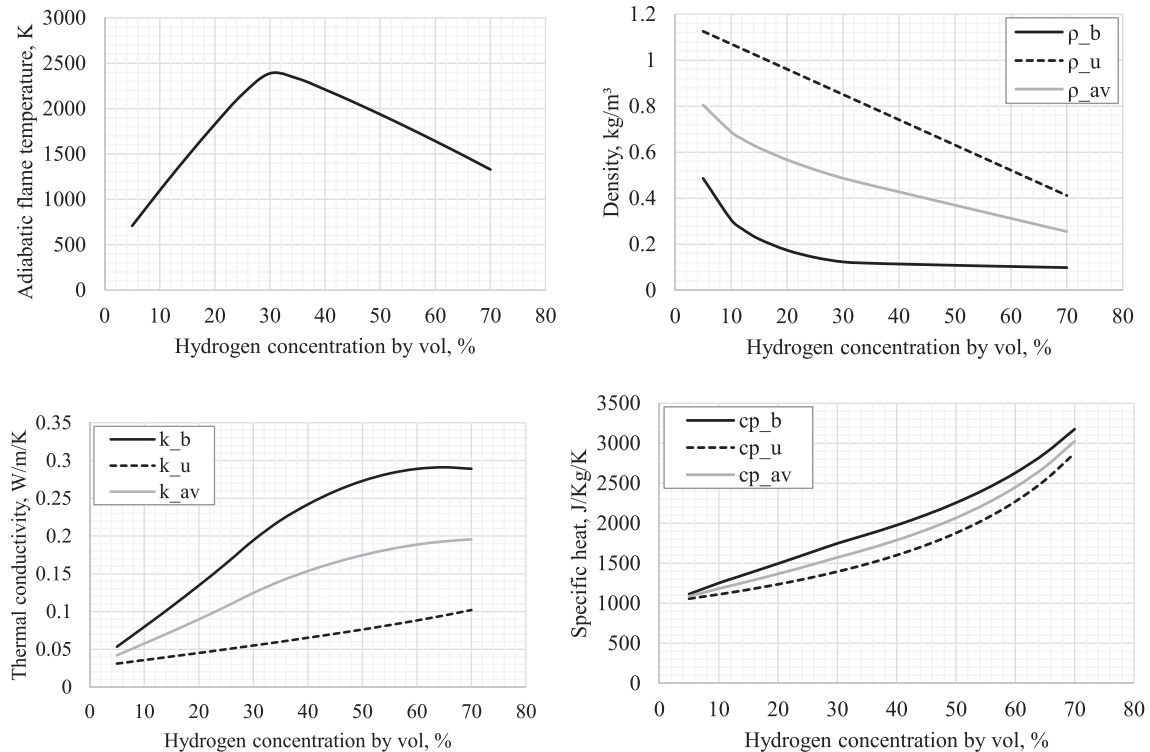 Adiabatic flame temperature, K
3000
2500
2000
1500
1000
500
0
0 10 20 30 40 50 60 70 80
Hydrogen concentration by vol, %
Density, kg/m³
1.2
1
0.8
0.6
0.4
0.2
0
ρ_b
ρ_u
ρ_av
0 10 20 30 40 50 60 70 80
Hydrogen concentration by vol, %
Thermal conductivity, W/m/K
0.35
0.3
0.25
0.2
0.15
0.1
0.05
0
k_b
k_u
k_av
0 10 20 30 40 50 60 70 80
Hydrogen concentration by vol, %
Specific heat, J/Kg/K
3500
3000
2500
2000
1500
1000
500
0
cp_b
cp_u
cp_av
0 10 20 30 40 50 60 70 80
Hydrogen concentration by vol, %